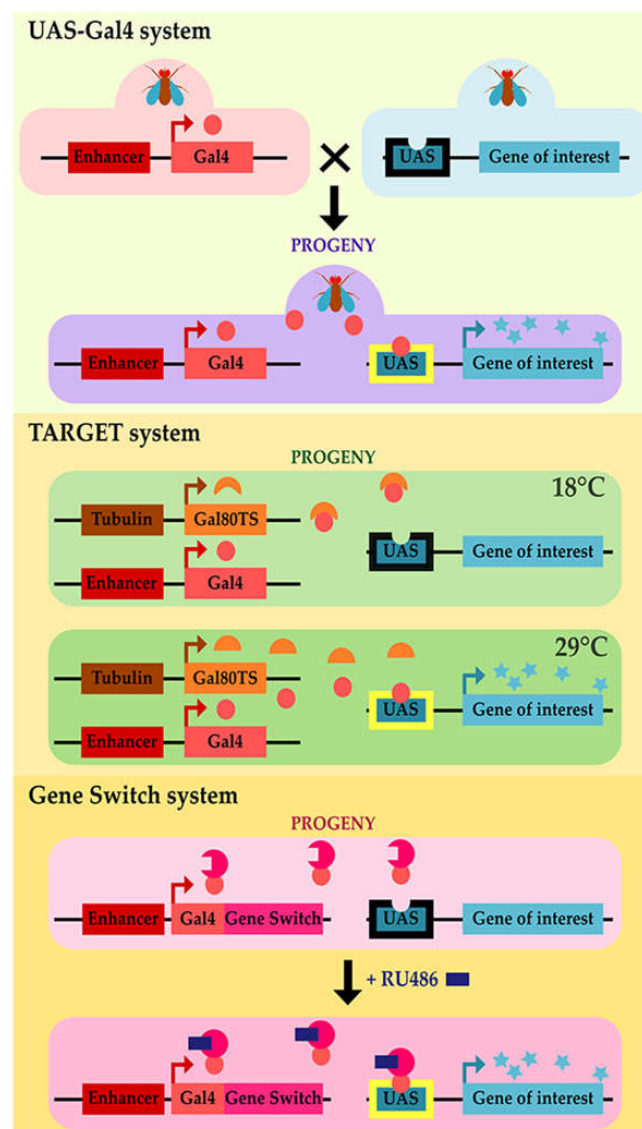 UAS-Gal4 system
Enhancer Gal4 UAS Gene of interest
PROGENY
Enhancer Gal4 UAS Gene of interest
TARGET system
PROGENY
18°C
Tubulin Gal80TS
UAS Gene of interest
Enhancer Gal4
29°C
Tubulin Gal80TS
UAS Gene of interest
Enhancer Gal4
Gene Switch system
PROGENY
Enhancer Gal4 Gene Switch UAS Gene of interest
+ RU486
Enhancer Gal4 Gene Switch UAS Gene of interest